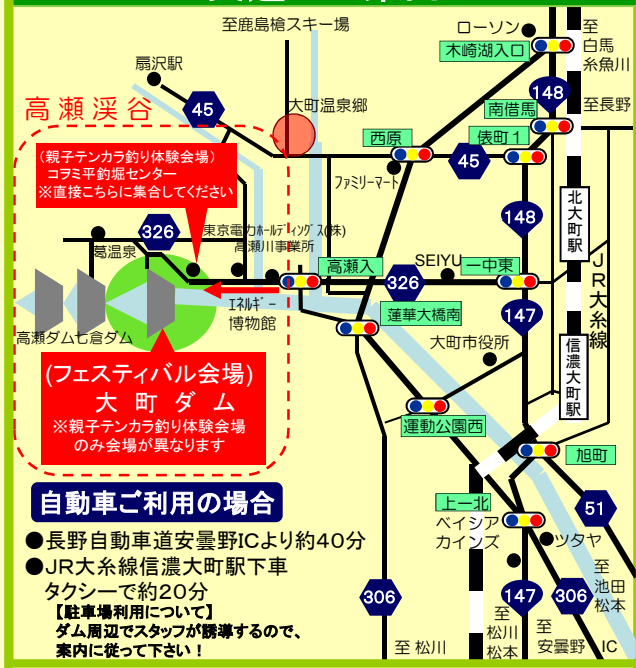 至鹿島槍スキー場
ローソン
至
白馬
糸魚川
木崎湖入口
扇沢駅
148
高瀬渓谷
45
大町温泉郷
南借馬
至長野
西原
俵町1
45
(親子テンカラ釣り体験会場)
コヲミ平釣堀センター
※直接こちらに集合してください
ファミリーマート
北大町駅
148
326
東京電力ホールディングス(株)
高瀬川事業所
葛温泉
高瀬入
SEIYU
一中東
JR大糸線
326
エネルギー
博物館
蓮華大橋南
147
高瀬ダム
七倉ダム
大町市役所
信濃大町駅
(フェスティバル会場)
大町ダム
※親子テンカラ釣り体験会場
のみ会場が異なります
運動公園西
旭町
自動車ご利用の場合
上一北
51
ベイシア
カインズ
ツタヤ
●長野自動車道安曇野ICより約40分
●JR大糸線信濃大町駅下車
タクシーで約20分
至
池田
松本
306
147
306
【駐車場利用について】
ダム周辺でスタッフが誘導するので、
案内に従って下さい!
至 松川
至
松川
松本
至
安曇野 IC